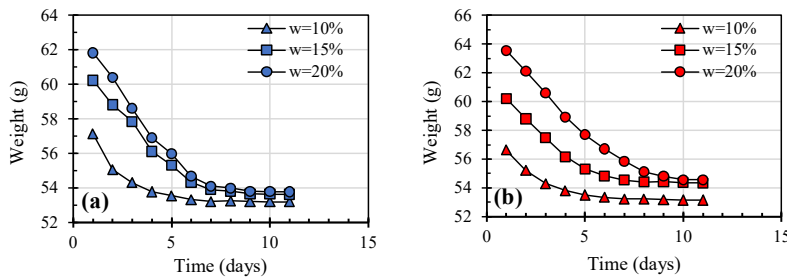 64
62
60
58
56
54
52
0
5
10
15
Weight (g)
Time (days)
w=10%
w=15%
w=20%
(a)
66
64
62
60
58
56
54
52
0
5
10
15
Weight (g)
Time (days)
w=10%
w=15%
w=20%
(b)